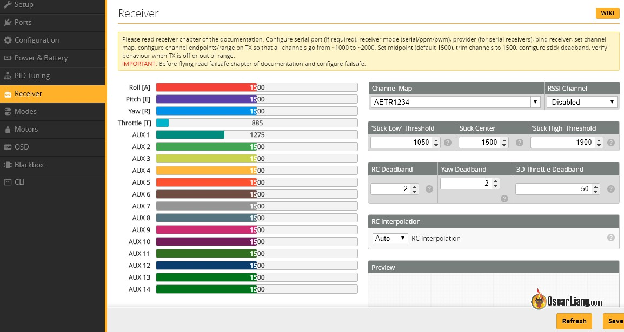 Setup
Ports
Configuration
Power & Battery
PID Tuning
Receiver
Modes
Motors
OSD
Blackbox
CLI
Receiver
WIKI
Please read receiver chapter of the documentation. Configure serial port (if required), receiver mode (serial/ppm/pwm), provider (for serial receivers), bind receiver, set channel
map, configure channel endpoints/range on TX so that all channels go from ~1000 to ~2000. Set midpoint (default 1500), trim channels to 1500, configure stick deadband, verify
behaviour when TX is off or out of range.
IMPORTANT: Before flying read failsafe chapter of documentation and configure failsafe.
Roll [A] 1500
Pitch [E] 1500
Yaw [R] 1500
Throttle [T] 885
AUX 1 1275
AUX 2 1500
AUX 3 1500
AUX 4 1500
AUX 5 1500
AUX 6 1500
AUX 7 1500
AUX 8 1500
AUX 9 1500
AUX 10 1500
AUX 11 1500
AUX 12 1500
AUX 13 1500
AUX 14 1500
Channel Map RSSI Channel
AETR1234 Disabled
'Stick Low' Threshold Stick Center 'Stick High' Threshold
1050 1500 1900
RC Deadband Yaw Deadband 3D Throttle Deadband
2 2 50
RC Interpolation
Auto RC Interpolation
Preview
OscarLiang.com
Refresh Save